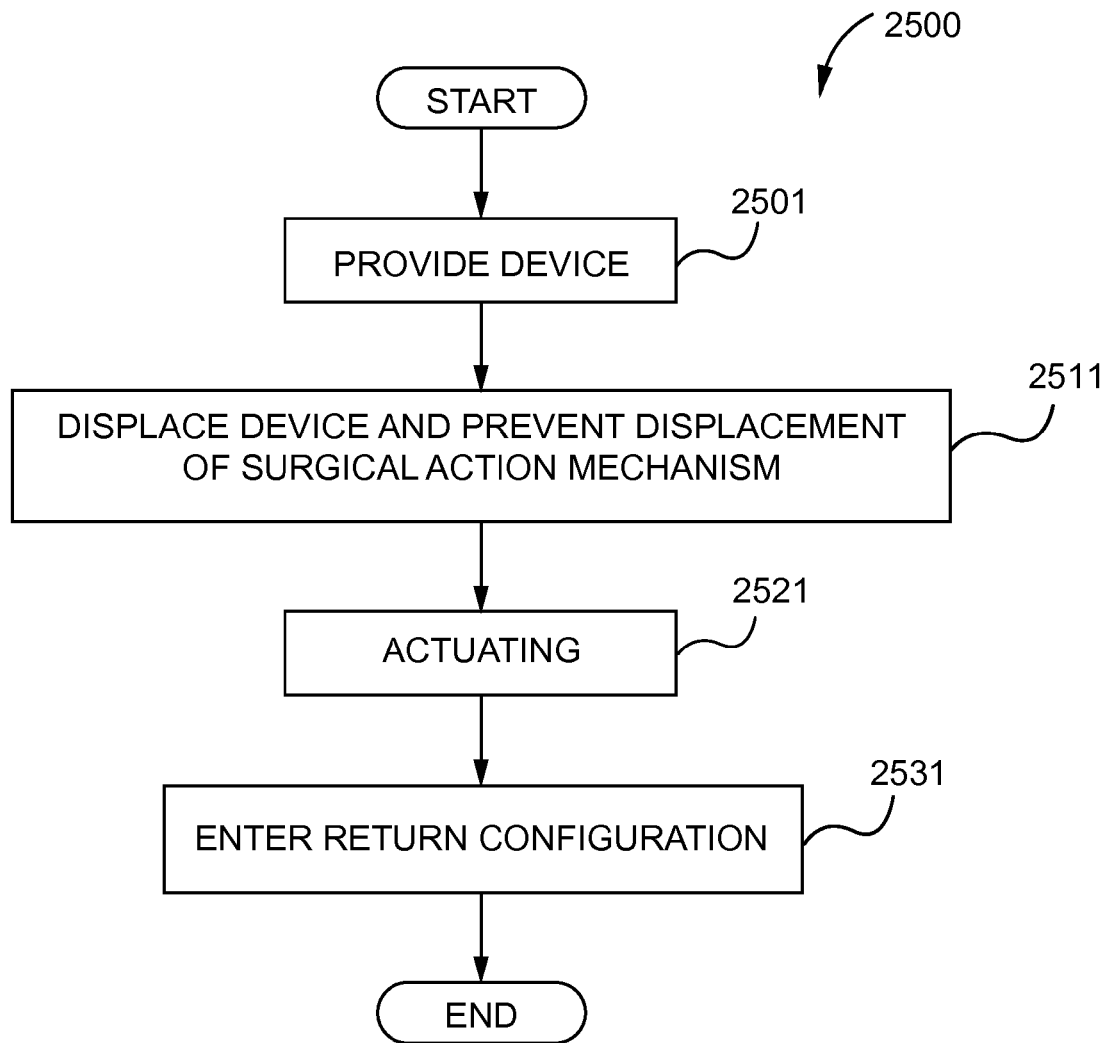 2500
START
2501
PROVIDE DEVICE
2511
DISPLACE DEVICE AND PREVENT DISPLACEMENT
OF SURGICAL ACTION MECHANISM
2521
ACTUATING
2531
ENTER RETURN CONFIGURATION
END